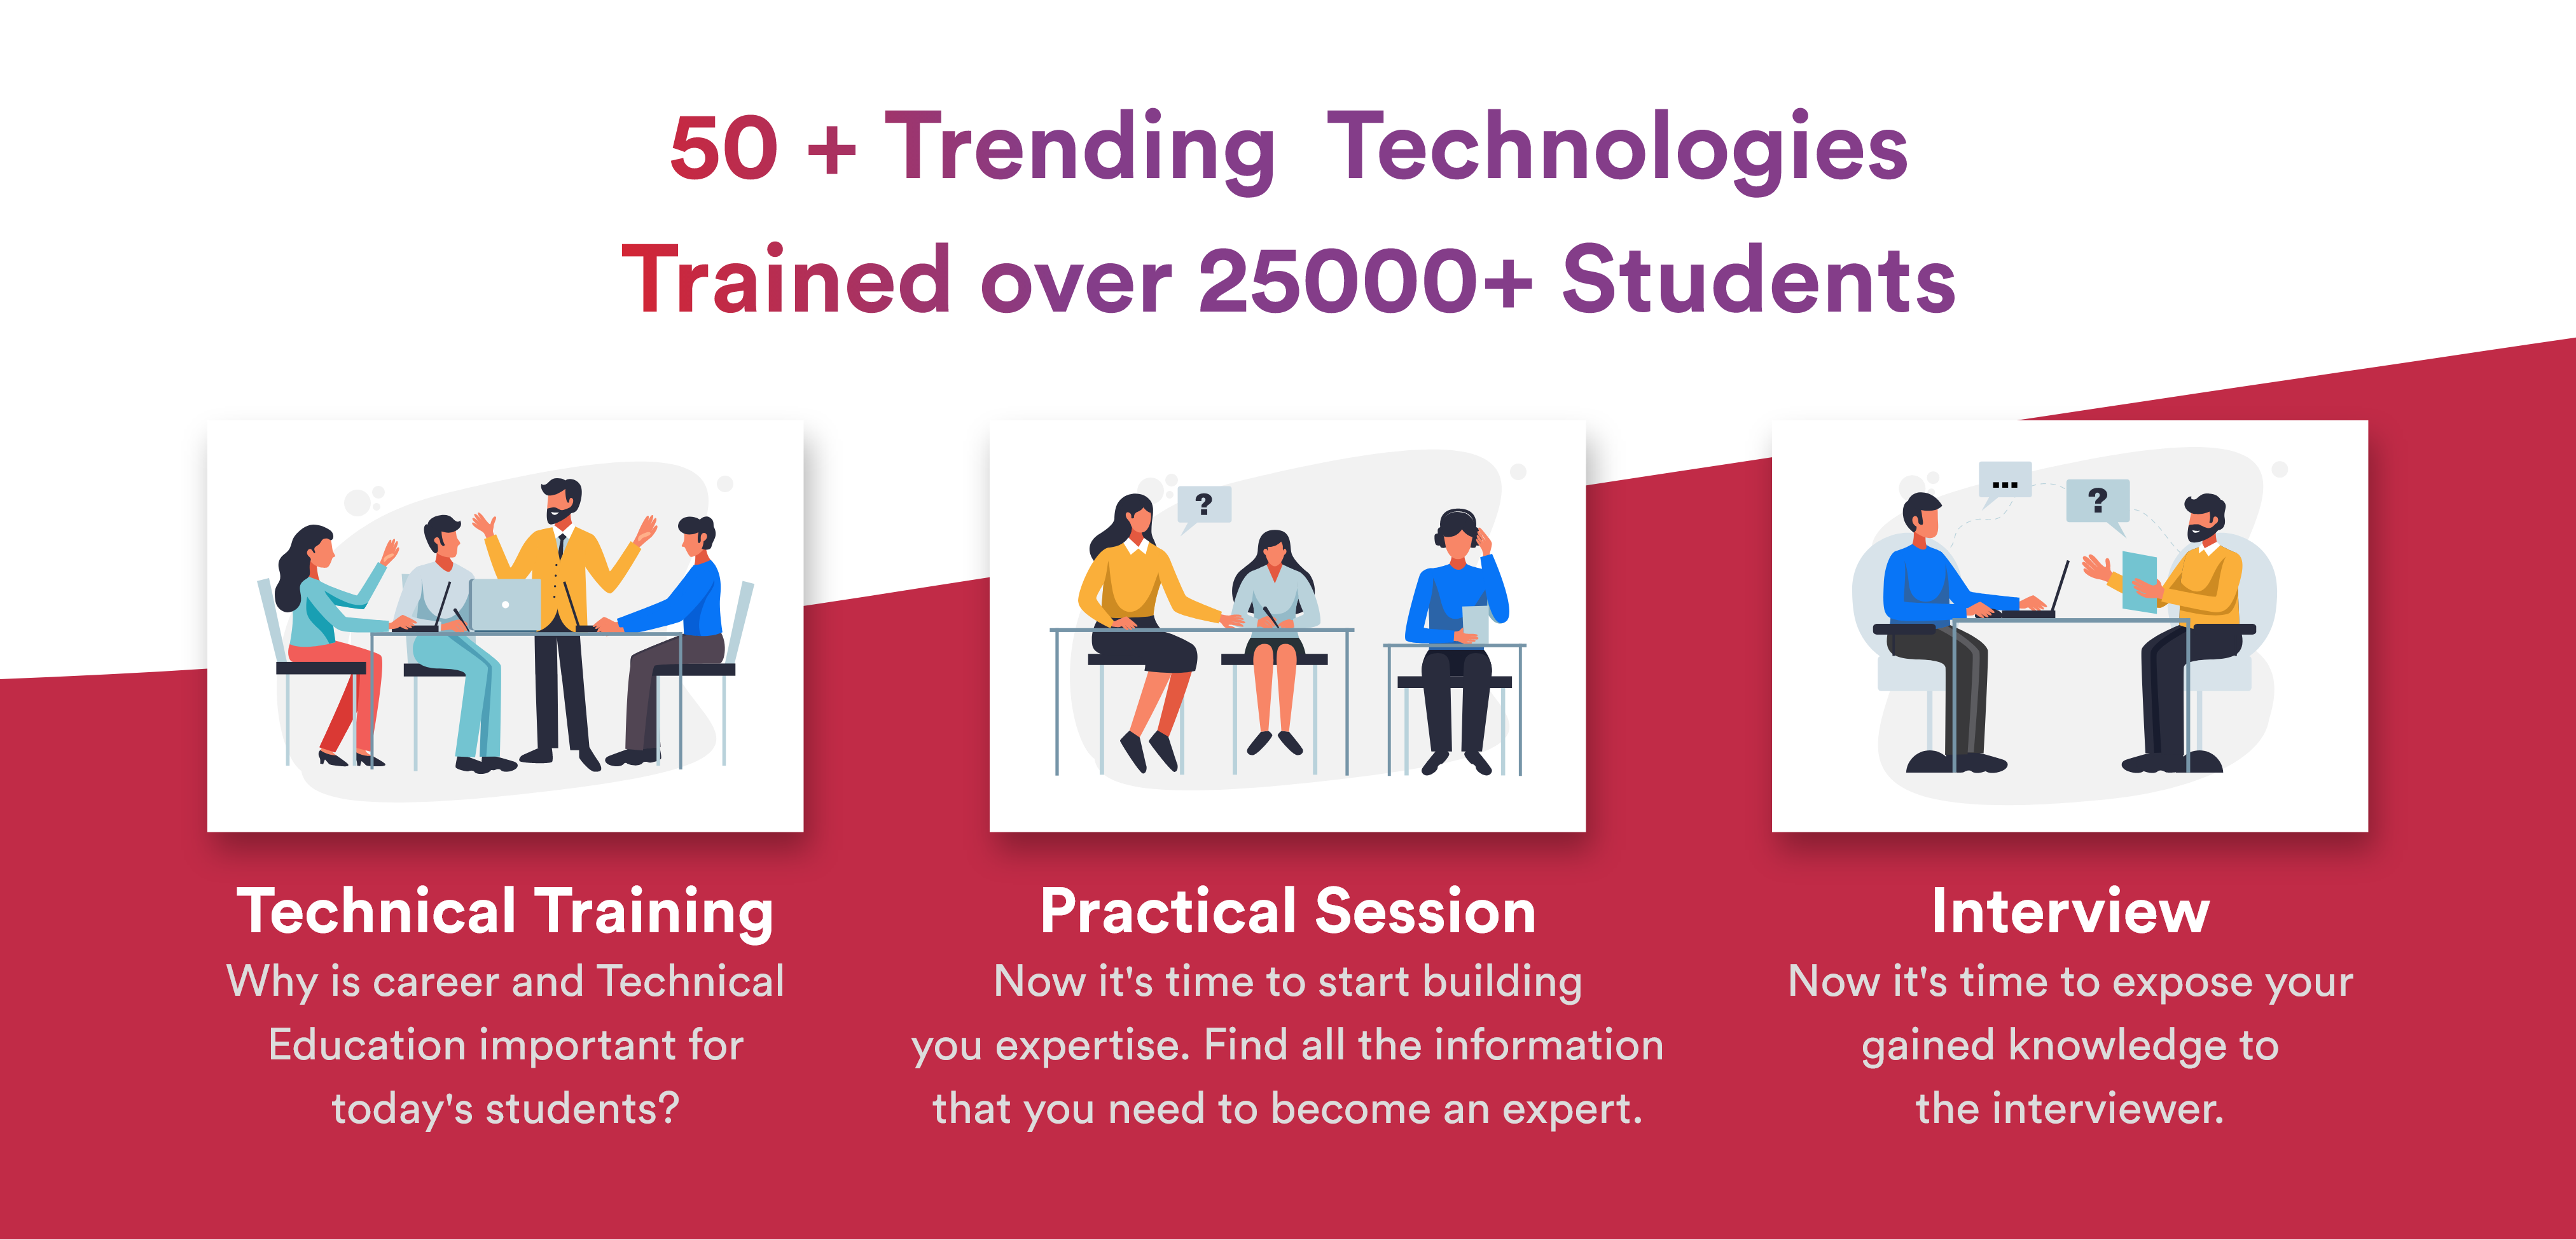 50 + Trending Technologies
Trained over 25000+ Students
?
...
?
Technical Training
Why is career and Technical
Education important for
today's students?
Practical Session
Now it's time to start building
you expertise. Find all the information
that you need to become an expert.
Interview
Now it's time to expose your
gained knowledge to
the interviewer.